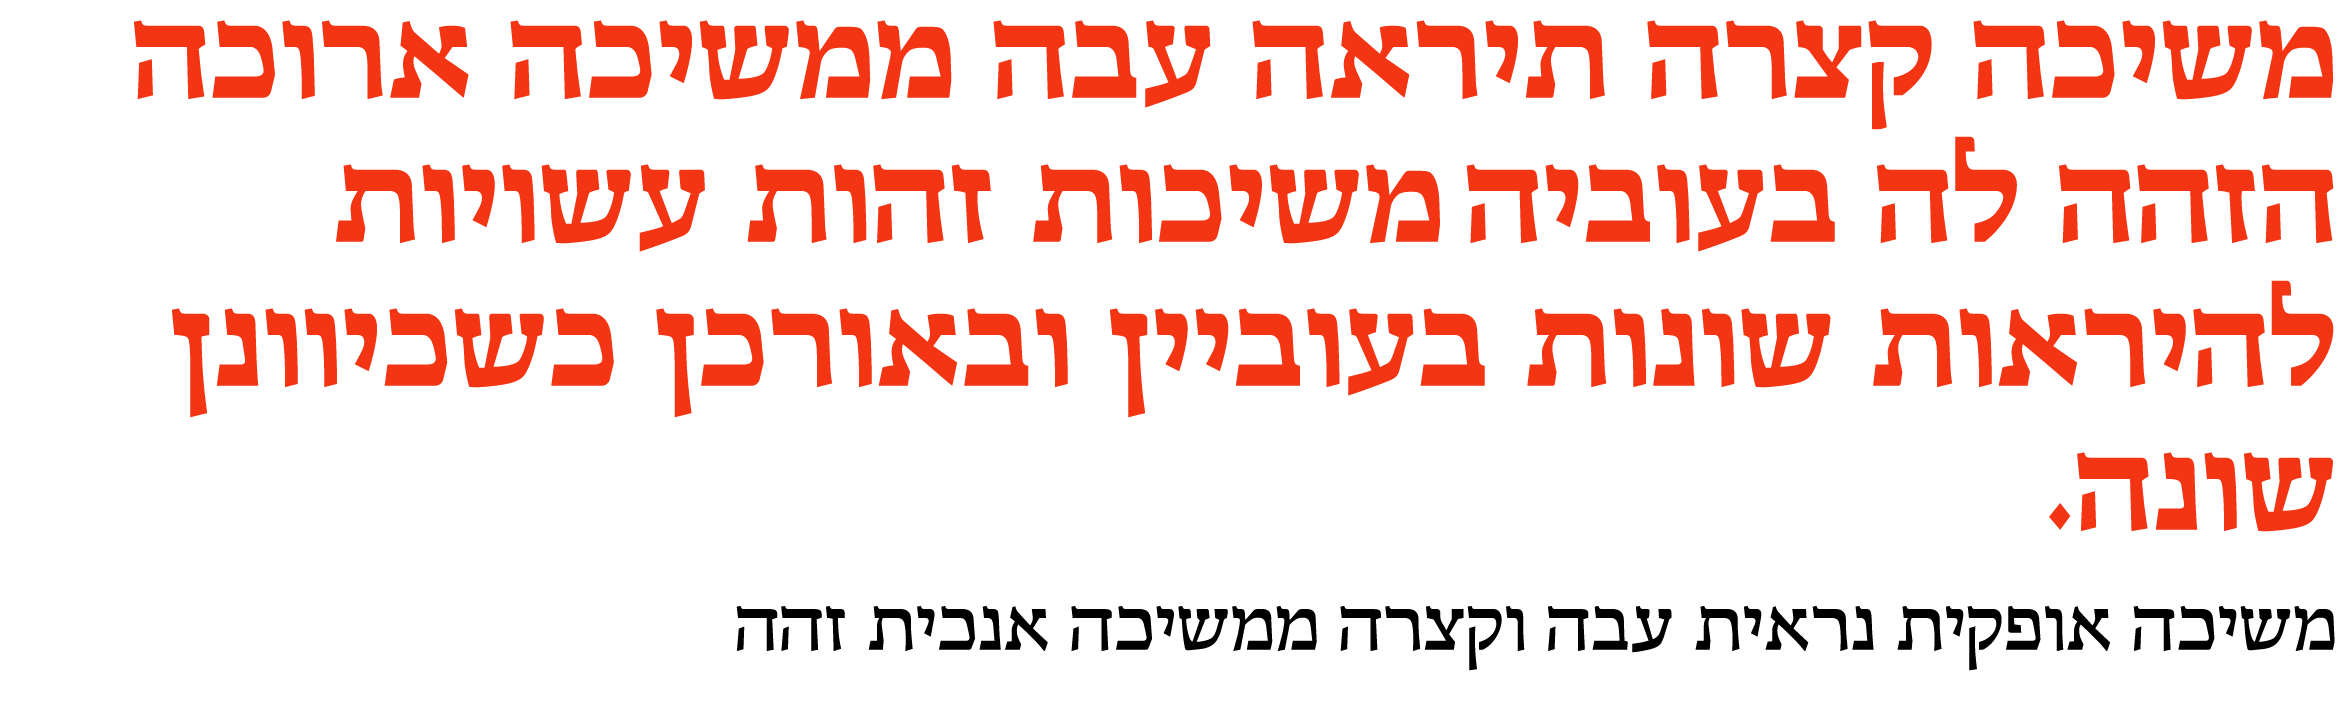 משיכה קצרה תיראה עבה ממשיכה ארוכה
הזהה לה בעוביה משיכות זהות עשויות
להיראות שונות בעוביין ובאורכן כשכיוונן
שונה.
משיכה אופקית נראית עבה וקצרה ממשיכה אנכית זהה